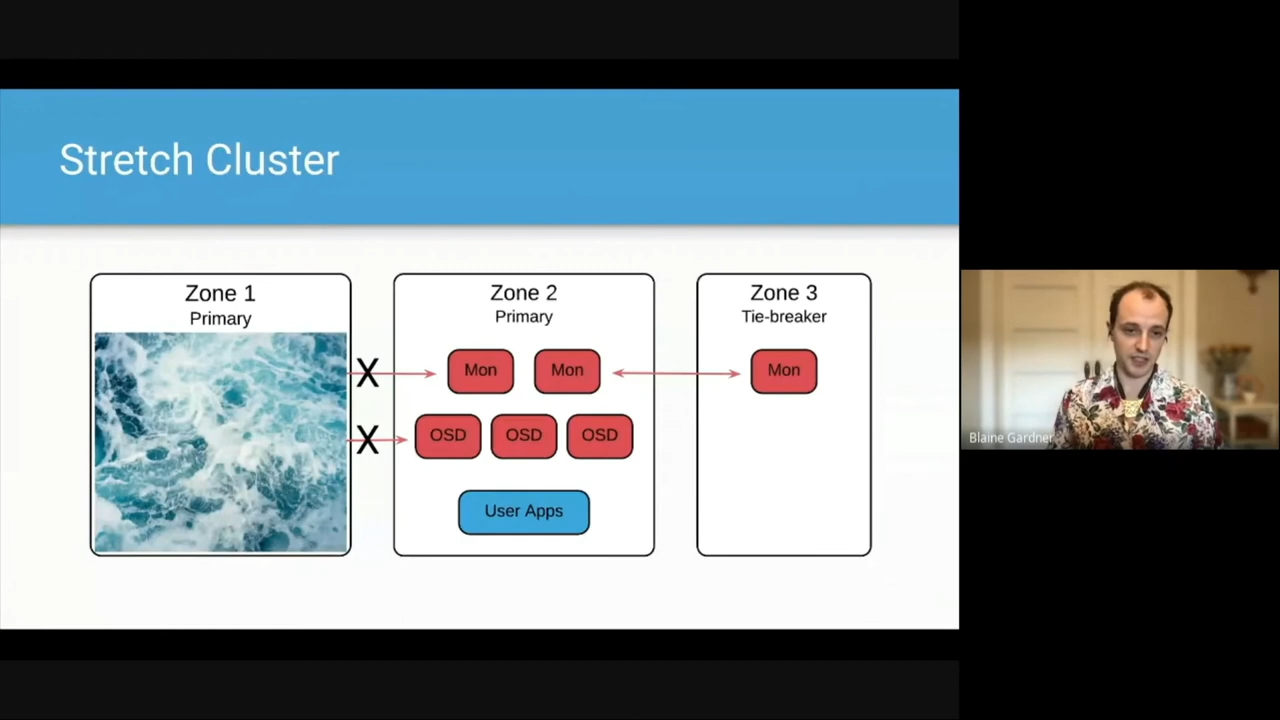 Stretch Cluster
Zone 1
Primary
X
X
Zone 2
Primary
Mon Mon
OSD OSD OSD
User Apps
Zone 3
Tie-breaker
Mon
Blaine Gardner